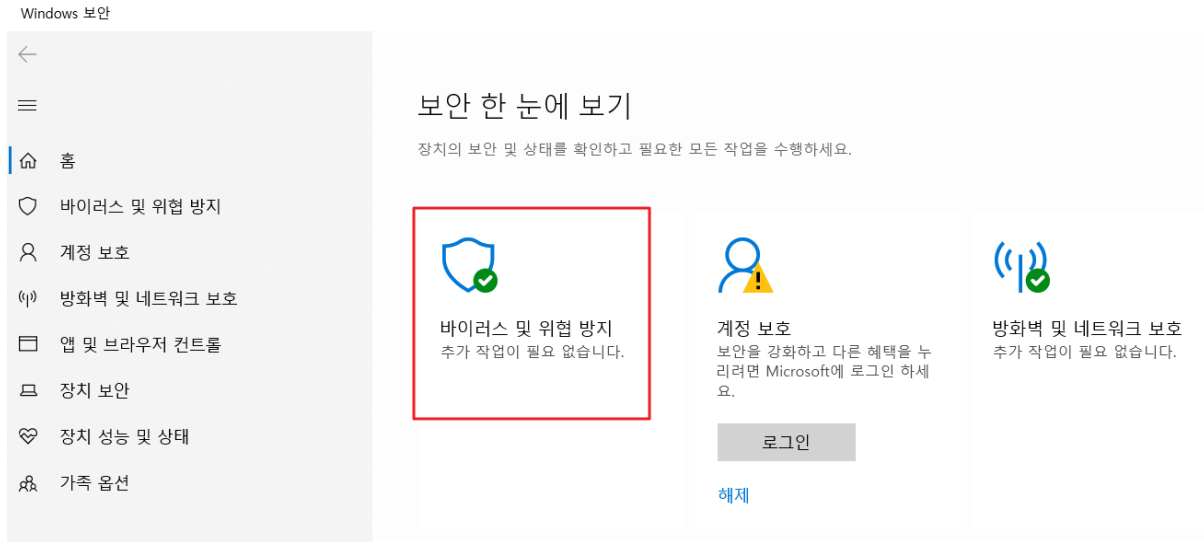 Windows 보안
보안 한 눈에 보기
장치의 보안 및 상태를 확인하고 필요한 모든 작업을 수행하세요.
홈
바이러스 및 위협 방지
계정 보호
방화벽 및 네트워크 보호
앱 및 브라우저 컨트롤
장치 보안
장치 성능 및 상태
가족 옵션
바이러스 및 위협 방지
추가 작업이 필요 없습니다.
계정 보호
보안을 강화하고 다른 혜택을 누
리려면 Microsoft에 로그인 하세
요.
로그인
해제
방화벽 및 네트워크 보호
추가 작업이 필요 없습니다.